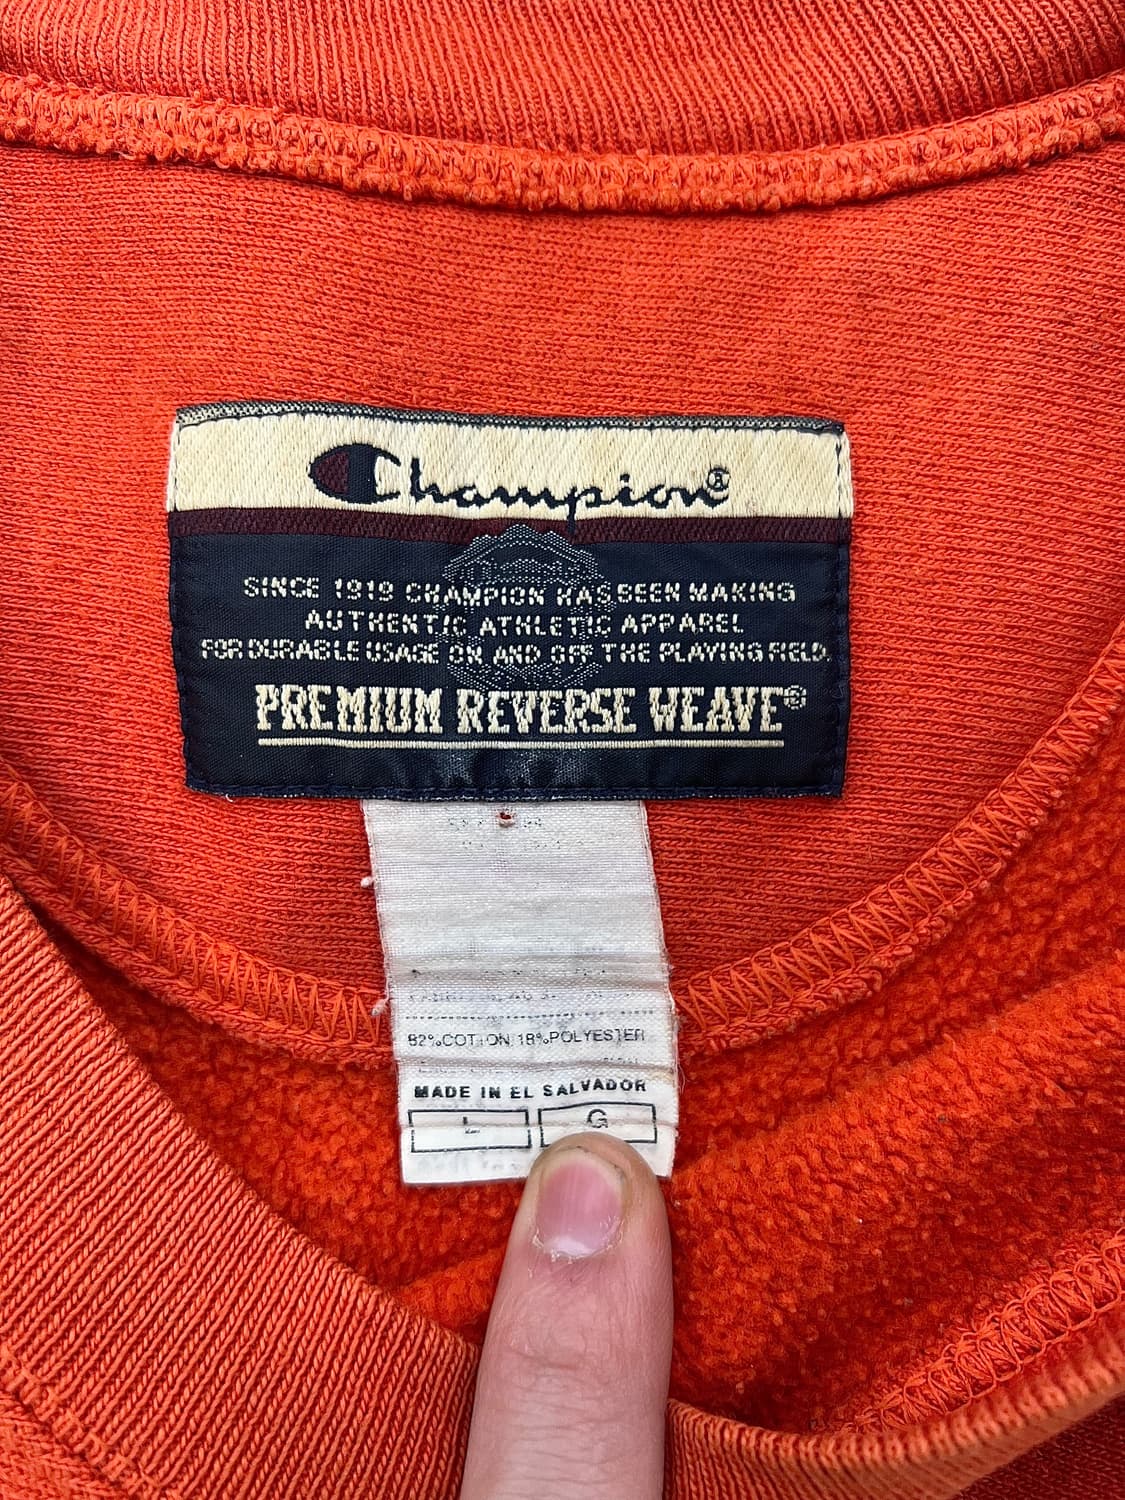 Champion®
SINCE 1919 CHAMPION HAS BEEN MAKING
AUTHENTIC ATHLETIC APPAREL
FOR DURABLE USAGE ON AND OFF THE PLAYING FIELD.
PREMIUM REVERSE WEAVE®
82%COTTON/18%POLYESTER
MADE IN EL SALVADOR
L G